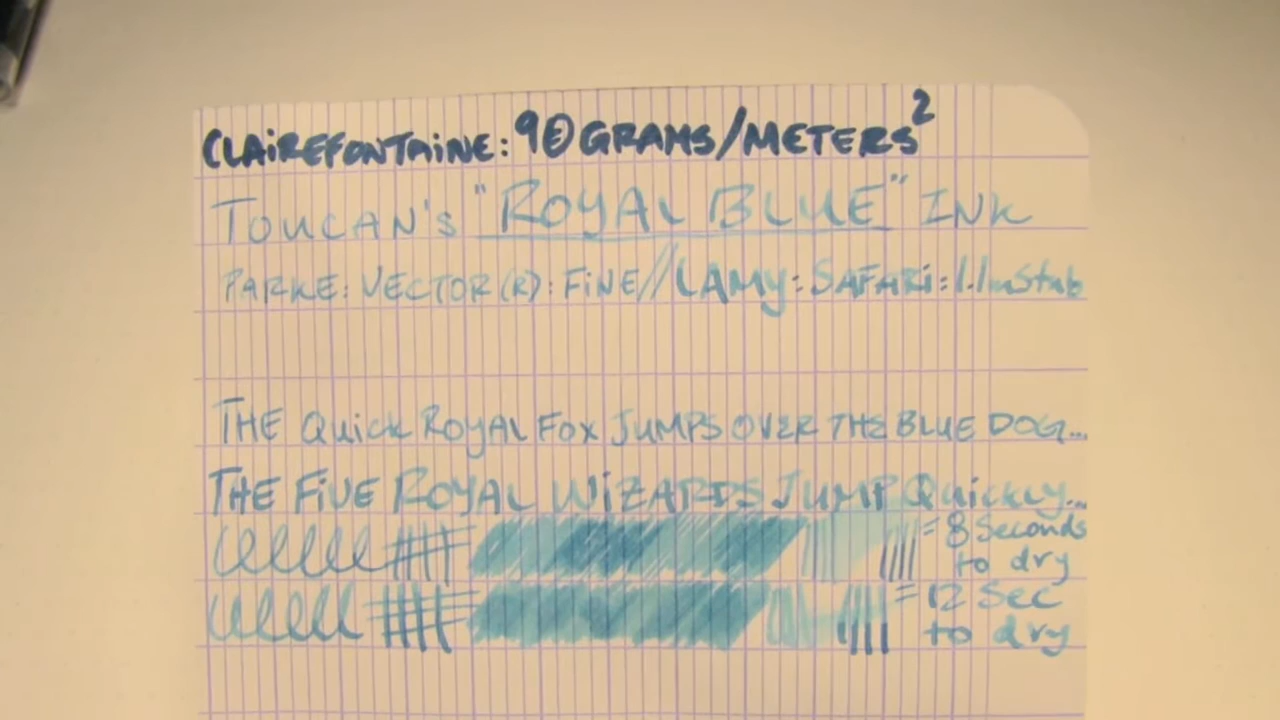 CLAIREFONTAINE: 90 GRAMS/METERS²
TOUCAN'S "ROYAL BLUE" INK
PARKE: VECTOR(R): FINE//LAMY: SAFARI: 1.1mStub
THE QUICK ROYAL FOX JUMPS OVER THE BLUE DOG...
THE FIVE ROYAL WIZARDS JUMP QUICKLY...
= 8 Seconds
to dry
= 12 Sec
to dry